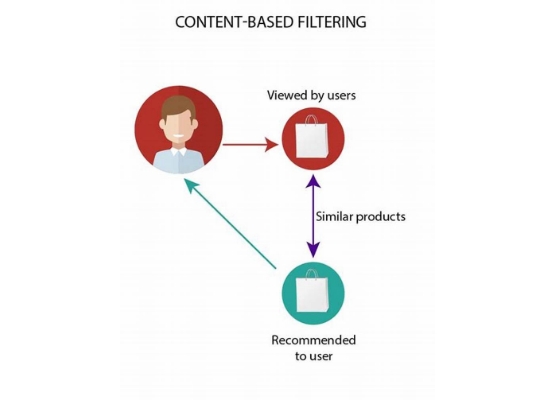 CONTENT-BASED FILTERING
Viewed by users
Similar products
Recommended
to user